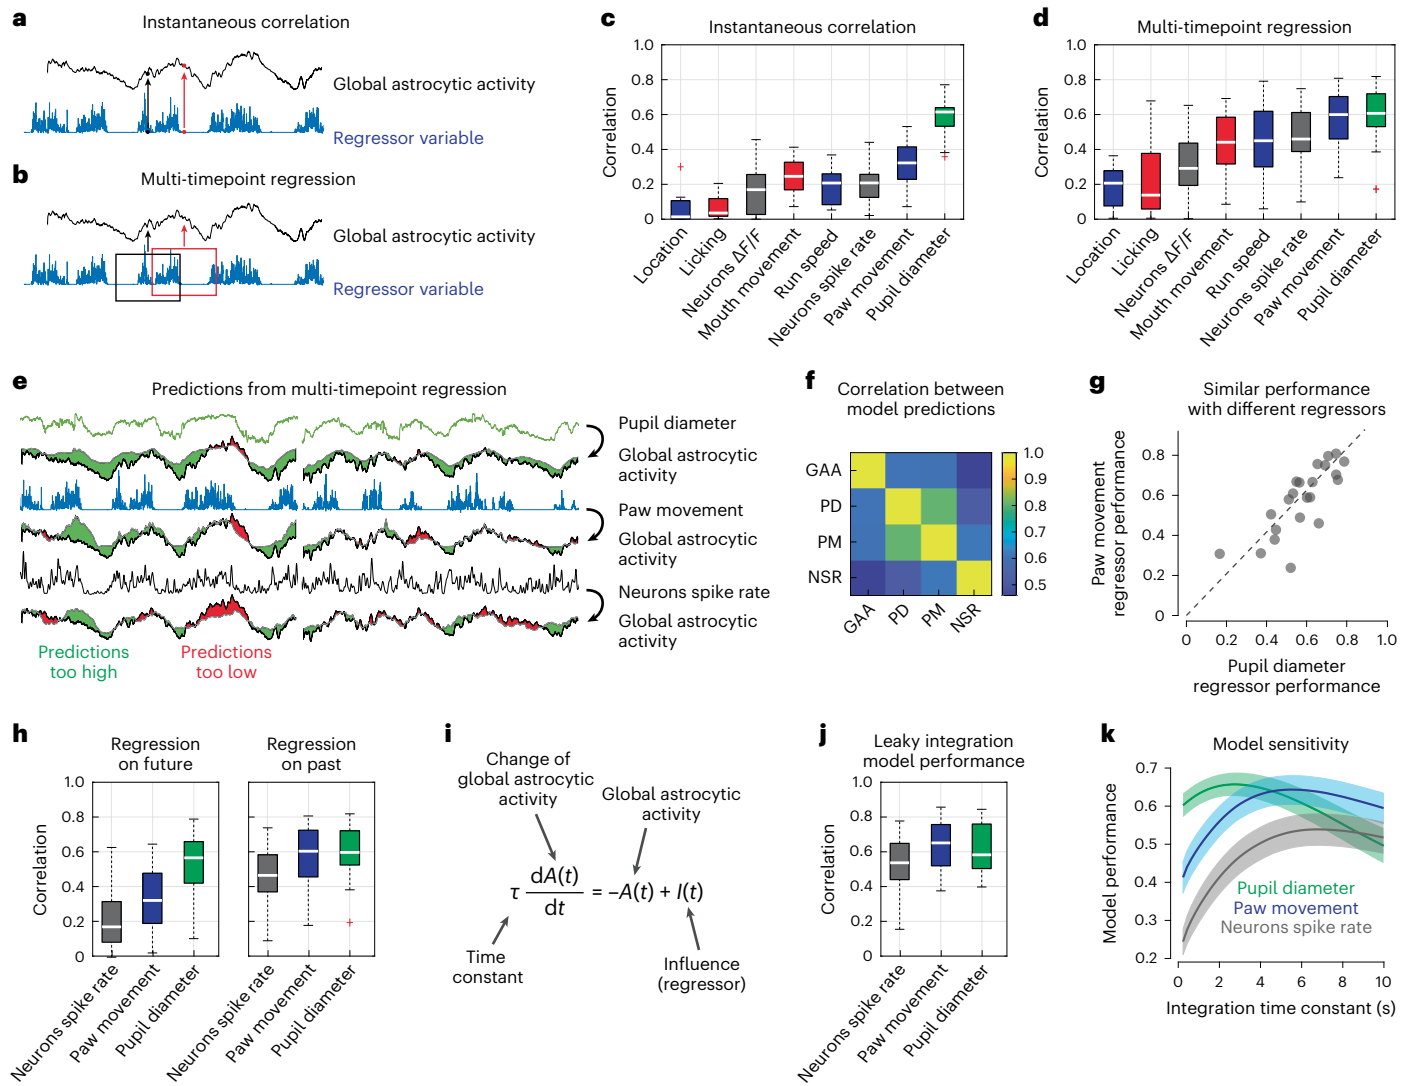 a
Instantaneous correlation
Global astrocytic activity
Regressor variable
b
Multi-timepoint regression
Global astrocytic activity
Regressor variable
c
Instantaneous correlation
Correlation
1.0
0.8
0.6
0.4
0.2
0
Location
Licking
Neurons ΔF/F
Mouth movement
Run speed
Neurons spike rate
Paw movement
Pupil diameter
d
Multi-timepoint regression
Correlation
1.0
0.8
0.6
0.4
0.2
0
Location
Licking
Neurons ΔF/F
Mouth movement
Run speed
Neurons spike rate
Paw movement
Pupil diameter
e
Predictions from multi-timepoint regression
Pupil diameter
Global astrocytic
activity
Paw movement
Global astrocytic
activity
Neurons spike rate
Global astrocytic
activity
Predictions
too high
Predictions
too low
f
Correlation between
model predictions
GAA
PD
PM
NSR
GAA
PD
PM
NSR
1.0
0.9
0.8
0.7
0.6
0.5
g
Similar performance
with different regressors
Paw movement
regressor performance
0.8
0.6
0.4
0.2
0
0
0.2
0.4
0.6
0.8
1.0
Pupil diameter
regressor performance
h
Regression
on future
Regression
on past
Correlation
1.0
0.8
0.6
0.4
0.2
0
Neurons spike rate
Paw movement
Pupil diameter
Neurons spike rate
Paw movement
Pupil diameter
i
Change of
global astrocytic
activity
Global astrocytic
activity
τ dA(t)/dt = −A(t) + I(t)
Time
constant
Influence
(regressor)
j
Leaky integration
model performance
Correlation
1.0
0.8
0.6
0.4
0.2
0
Neurons spike rate
Paw movement
Pupil diameter
k
Model sensitivity
Model performance
0.7
0.6
0.5
0.4
0.3
0.2
Pupil diameter
Paw movement
Neurons spike rate
0
2
4
6
8
10
Integration time constant (s)